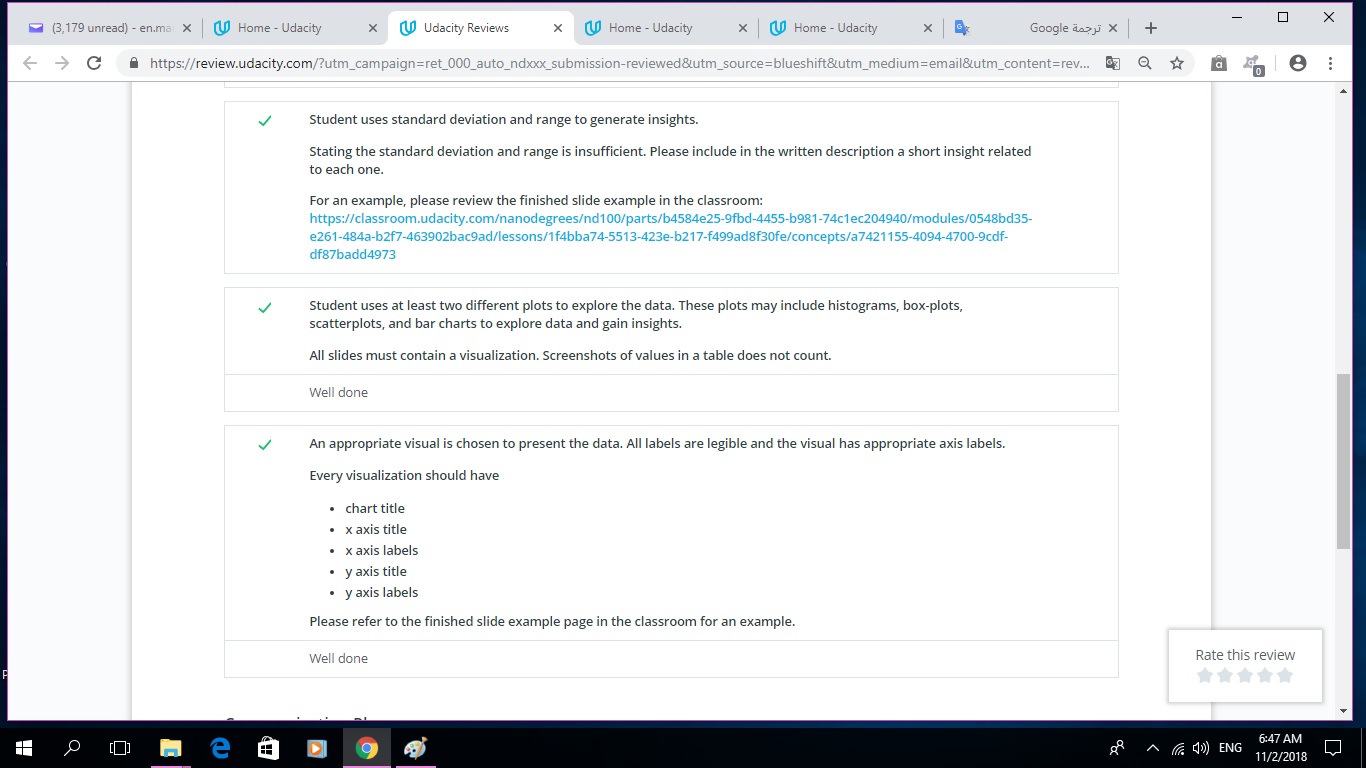 (3,179 unread) - en.ma
Home - Udacity
Udacity Reviews
Home - Udacity
Home - Udacity
ترجمة Google
https://review.udacity.com/?utm_campaign=ret_000_auto_ndxxx_submission-reviewed&utm_source=blueshift&utm_medium=email&utm_content=rev...
0
Student uses standard deviation and range to generate insights.
Stating the standard deviation and range is insufficient. Please include in the written description a short insight related
to each one.
For an example, please review the finished slide example in the classroom:
https://classroom.udacity.com/nanodegrees/nd100/parts/b4584e25-9fbd-4455-b981-74c1ec204940/modules/0548bd35-
e261-484a-b2f7-463902bac9ad/lessons/1f4bba74-5513-423e-b217-f499ad8f30fe/concepts/a7421155-4094-4700-9cdf-
df87badd4973
Student uses at least two different plots to explore the data. These plots may include histograms, box-plots,
scatterplots, and bar charts to explore data and gain insights.
All slides must contain a visualization. Screenshots of values in a table does not count.
Well done
An appropriate visual is chosen to present the data. All labels are legible and the visual has appropriate axis labels.
Every visualization should have
• chart title
• x axis title
• x axis labels
• y axis title
• y axis labels
Please refer to the finished slide example page in the classroom for an example.
Well done
Rate this review
ENG
6:47 AM
11/2/2018